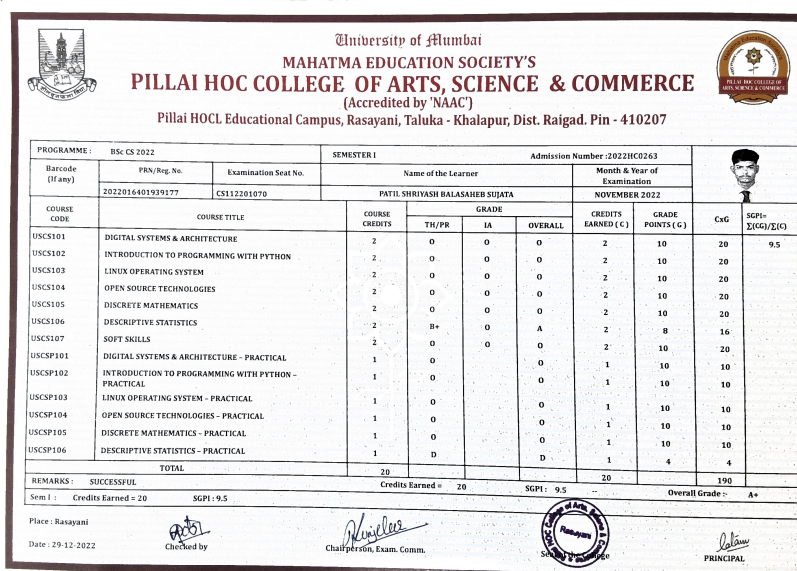 University of Mumbai
MAHATMA EDUCATION SOCIETY'S
PILLAI HOC COLLEGE OF ARTS, SCIENCE & COMMERCE
(Accredited by 'NAAC')
Pillai HOCL Educational Campus, Rasayani, Taluka - Khalapur, Dist. Raigad. Pin - 410207
PILLAI HOC COLLEGE OF
ARTS, SCIENCE & COMMERCE
PROGRAMME : BSc CS 2022 SEMESTER I Admission Number :2022HC0263
Barcode (If any) PRN/Reg. No. Examination Seat No. Name of the Learner Month & Year of Examination
2022016401939177 CS112201070 PATIL SHRIYASH BALASAHEB SUJATA NOVEMBER 2022
COURSE CODE COURSE TITLE COURSE CREDITS GRADE CREDITS EARNED ( C ) GRADE POINTS ( G ) CxG SGPI= Σ(CG)/Σ(C)
TH/PR IA OVERALL
USCS101 DIGITAL SYSTEMS & ARCHITECTURE 2 O O O 2 10 20 9.5
USCS102 INTRODUCTION TO PROGRAMMING WITH PYTHON 2 O O O 2 10 20
USCS103 LINUX OPERATING SYSTEM 2 O O O 2 10 20
USCS104 OPEN SOURCE TECHNOLOGIES 2 O O O 2 10 20
USCS105 DISCRETE MATHEMATICS 2 O O O 2 10 20
USCS106 DESCRIPTIVE STATISTICS 2 B+ O A 2 8 16
USCS107 SOFT SKILLS 2 O O O 2 10 20
USCSP101 DIGITAL SYSTEMS & ARCHITECTURE – PRACTICAL 1 O O 1 10 10
USCSP102 INTRODUCTION TO PROGRAMMING WITH PYTHON – 1 O O 1 10 10
PRACTICAL
USCSP103 LINUX OPERATING SYSTEM – PRACTICAL 1 O O 1 10 10
USCSP104 OPEN SOURCE TECHNOLOGIES – PRACTICAL 1 O O 1 10 10
USCSP105 DISCRETE MATHEMATICS – PRACTICAL 1 O O 1 10 10
USCSP106 DESCRIPTIVE STATISTICS – PRACTICAL 1 D D 1 4 4
TOTAL 20 20 190
REMARKS : SUCCESSFUL Credits Earned = 20 SGPI : 9.5 -- Overall Grade :- A+
Sem I : Credits Earned = 20 SGPI : 9.5
Place : Rasayani
Rasayani
Date : 29-12-2022 Checked by Chairperson, Exam. Comm. PRINCIPAL